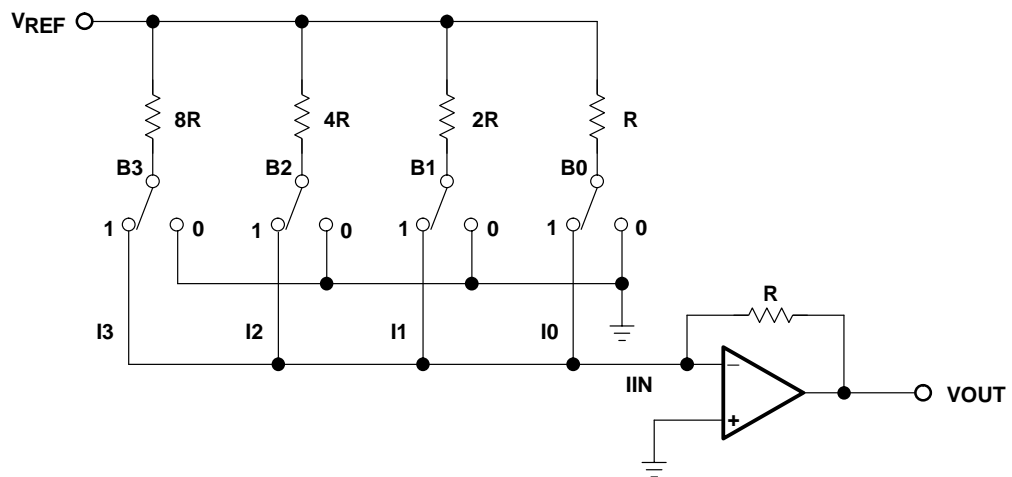 VREF
8R 4R 2R R
B3 B2 B1 B0
1 0 1 0 1 0 1 0
R
I3 I2 I1 I0
IIN
–
+
VOUT